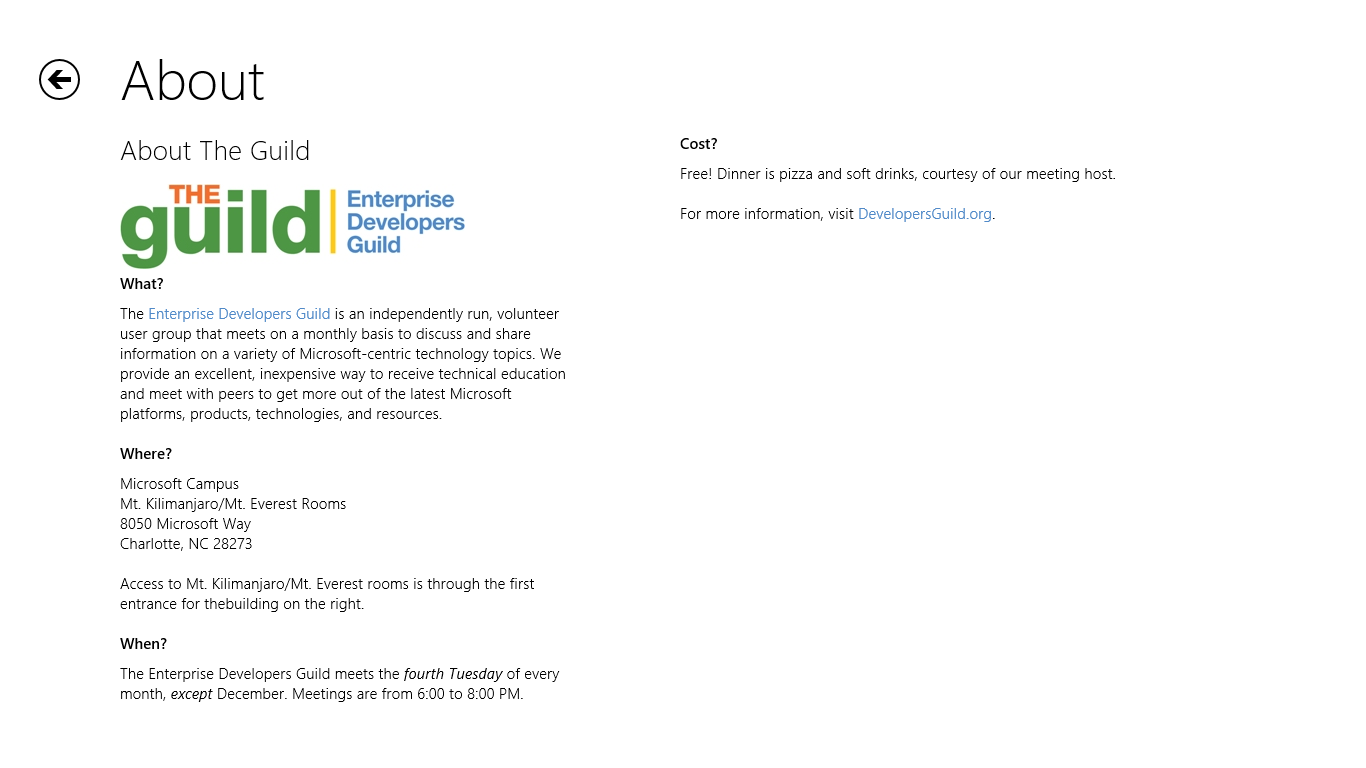 About
About The Guild
THE
guild
Enterprise
Developers
Guild
What?
The Enterprise Developers Guild is an independently run, volunteer
user group that meets on a monthly basis to discuss and share
information on a variety of Microsoft-centric technology topics. We
provide an excellent, inexpensive way to receive technical education
and meet with peers to get more out of the latest Microsoft
platforms, products, technologies, and resources.
Where?
Microsoft Campus
Mt. Kilimanjaro/Mt. Everest Rooms
8050 Microsoft Way
Charlotte, NC 28273
Access to Mt. Kilimanjaro/Mt. Everest rooms is through the first
entrance for thebuilding on the right.
When?
The Enterprise Developers Guild meets the fourth Tuesday of every
month, except December. Meetings are from 6:00 to 8:00 PM.
Cost?
Free! Dinner is pizza and soft drinks, courtesy of our meeting host.
For more information, visit DevelopersGuild.org.